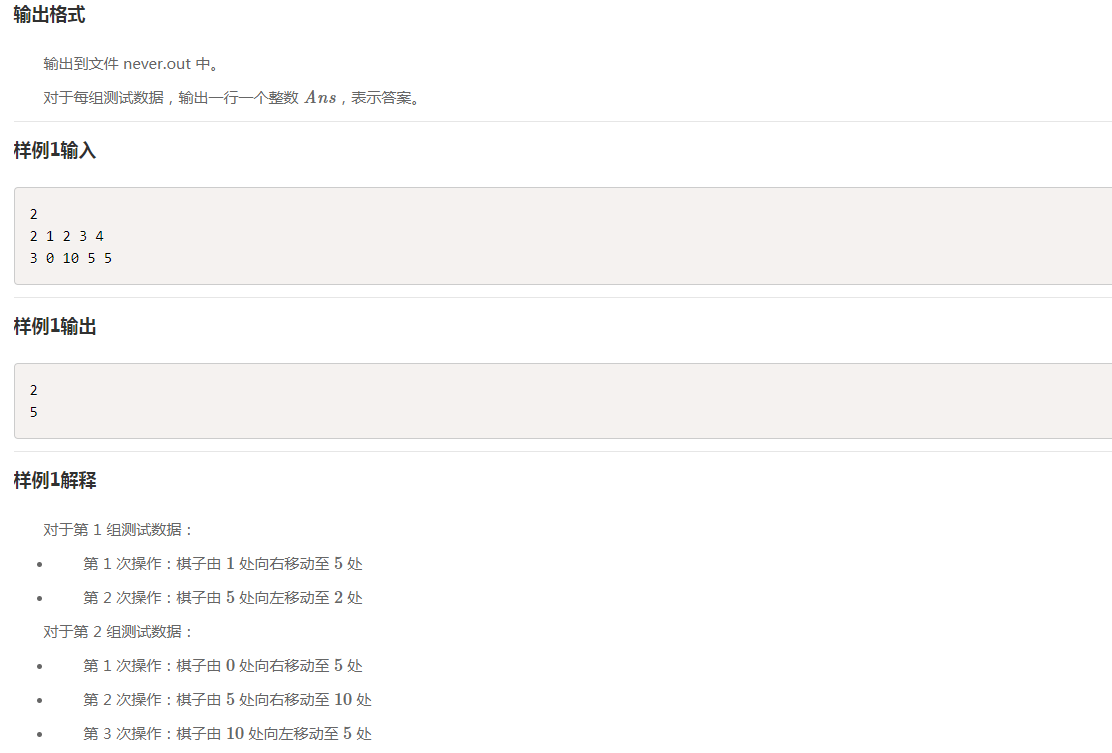 输出格式
输出到文件 never.out 中。
对于每组测试数据，输出一行一个整数 Ans，表示答案。
样例1输入
2
2 1 2 3 4
3 0 10 5 5
样例1输出
2
5
样例1解释
对于第 1 组测试数据：
第 1 次操作：棋子由 1 处向右移动至 5 处
第 2 次操作：棋子由 5 处向左移动至 2 处
对于第 2 组测试数据：
第 1 次操作：棋子由 0 处向右移动至 5 处
第 2 次操作：棋子由 5 处向右移动至 10 处
第 3 次操作：棋子由 10 处向左移动至 5 处